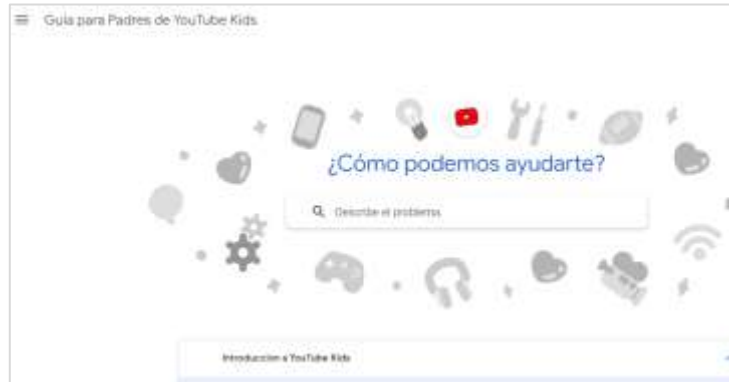 Guía para Padres de YouTube Kids
¿Cómo podemos ayudarte?
Describe el problema
Introducción a YouTube Kids